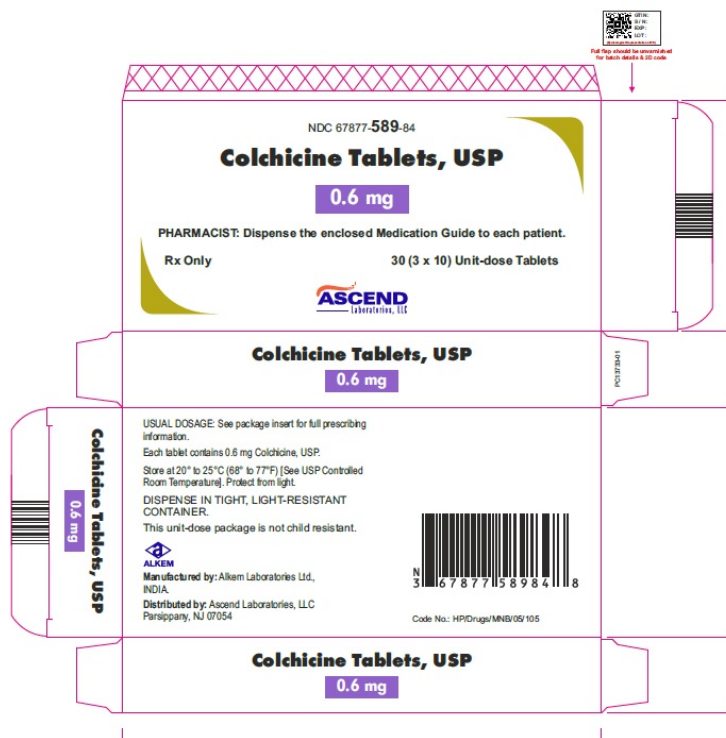 GTIN:
S/N:
EXP:
LOT:
Full flap should be unvarnished
for batch details & 2D code
NDC 67877-589-84
Colchicine Tablets, USP
0.6 mg
PHARMACIST: Dispense the enclosed Medication Guide to each patient.
Rx Only
30 (3 x 10) Unit-dose Tablets
ASCEND
Laboratories, LLC
Colchicine Tablets, USP
0.6 mg
PC13733-01
Colchicine Tablets, USP
0.6 mg
USUAL DOSAGE: See package insert for full prescribing
information.
Each tablet contains 0.6 mg Colchicine, USP.
Store at 20° to 25°C (68° to 77°F) [See USP Controlled
Room Temperature]. Protect from light.
DISPENSE IN TIGHT, LIGHT-RESISTANT
CONTAINER.
This unit-dose package is not child resistant.
ALKEM
Manufactured by: Alkem Laboratories Ltd.,
INDIA.
Distributed by: Ascend Laboratories, LLC
Parsippany, NJ 07054
N
3 67877 58984 8
Code No.: HP/Drugs/MNB/05/105
Colchicine Tablets, USP
0.6 mg